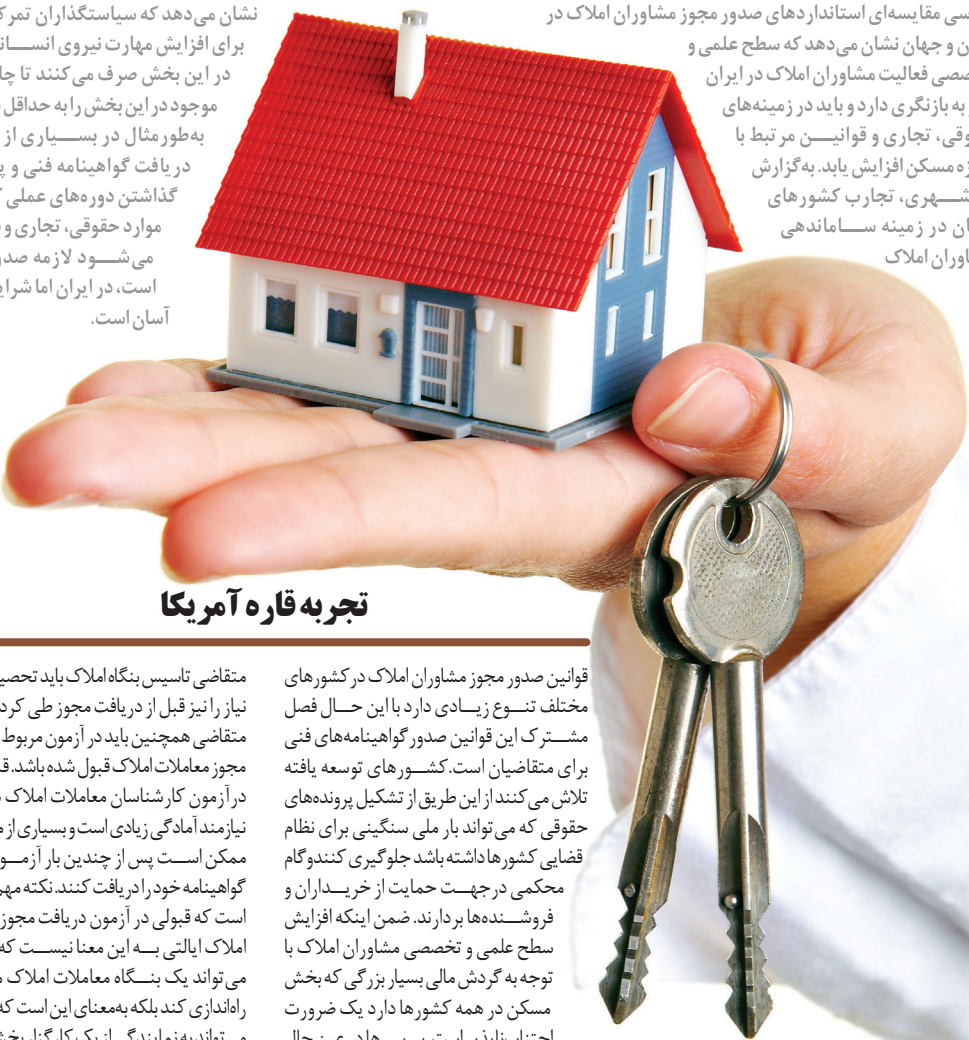 سی مقایسه‌ای استانداردهای صدور مجوز مشاوران املاک در
ن و جهان نشان می‌دهد که سطح علمی و
صصی فعالیت مشاوران املاک در ایران
به بازنگری دارد و باید در زمینه‌های
وقی، تجاری و قوانین مرتبط با
زه مسکن افزایش یابد. به‌گزارش
شهری، تجارب کشورهای
ان در زمینه ساماندهی
اوران املاک
نشان می‌دهد که سیاستگذاران تمرک
برای افزایش مهارت نیروی انسانی
در این بخش صرف می‌کنند تا چا
موجود در این بخش را به حداقل
به‌طور مثال در بسیاری از
دریافت گواهینامه فنی و پ
گذاشتن دوره‌های عملی ک
موارد حقوقی، تجاری و
می‌شود لازمه صدو
است، در ایران اما شرای
آسان است.
تجربه قاره آمریکا
قوانین صدور مجوز مشاوران املاک در کشورهای
مختلف تنوع زیادی دارد با این حال فصل
مشترک این قوانین صدور گواهینامه‌های فنی
برای متقاضیان است. کشورهای توسعه یافته
تلاش می‌کنند از این طریق از تشکیل پرونده‌های
حقوقی که می‌تواند بار ملی سنگینی برای نظام
قضایی کشورها داشته باشد جلوگیری کنند و گام
محکمی در جهت حمایت از خریداران و
فروشنده‌ها بردارند. ضمن اینکه افزایش
سطح علمی و تخصصی مشاوران املاک با
توجه به گردش مالی بسیار بزرگی که بخش
مسکن در همه کشورها دارد یک ضرورت
متقاضی تاسیس بنگاه املاک باید تحصی
نیاز را نیز قبل از دریافت مجوز طی کرد
متقاضی همچنین باید در آزمون مربوط
مجوز معاملات املاک قبول شده باشد. ق
در آزمون کارشناسان معاملات املاک
نیازمند آمادگی زیادی است و بسیاری از م
ممکن است پس از چندین بار آزمو
گواهینامه خود را دریافت کنند. نکته مهم
است که قبولی در آزمون دریافت مجوز
املاک ایالتی به این معنا نیست که
می‌تواند یک بنگاه معاملات املاک م
راه‌اندازی کند بلکه به‌معنای این است که